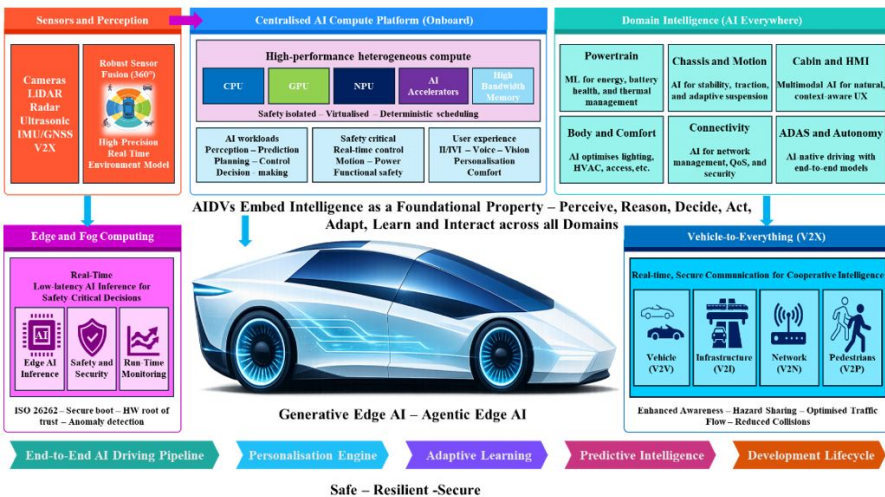 Sensors and Perception
Cameras
LiDAR
Radar
Ultrasonic
IMU/GNSS
V2X
Robust Sensor
Fusion (360°)
High-Precision
Real Time
Environment Model
Centralised AI Compute Platform (Onboard)
High-performance heterogeneous compute
CPU
GPU
NPU
AI
Accelerators
High
Bandwidth
Memory
Safety isolated – Virtualised – Deterministic scheduling
AI workloads
Perception – Prediction
Planning – Control
Decision – making
Safety critical
Real-time control
Motion – Power
Functional safety
User experience
II/IVI – Voice – Vision
Personalisation
Comfort
Domain Intelligence (AI Everywhere)
Powertrain
ML for energy, battery
health, and thermal
management
Chassis and Motion
AI for stability, traction,
and adaptive suspension
Cabin and HMI
Multimodal AI for natural,
context-aware UX
Body and Comfort
AI optimises lighting,
HVAC, access, etc.
Connectivity
AI for network
management, QoS, and
security
ADAS and Autonomy
AI native driving with
end-to-end models
AIDVs Embed Intelligence as a Foundational Property – Perceive, Reason, Decide, Act,
Adapt, Learn and Interact across all Domains
Edge and Fog Computing
Real-Time
Low-latency AI Inference for
Safety-Critical Decisions
AI
Edge AI
Inference
Safety and
Security
Run Time
Monitoring
ISO 26262 – Secure boot – HW root of
trust – Anomaly detection
Generative Edge AI – Agentic Edge AI
Vehicle-to-Everything (V2X)
Real-time, Secure Communication for Cooperative Intelligence
Vehicle
(V2V)
Infrastructure
(V2I)
Network
(V2N)
Pedestrians
(V2P)
Enhanced Awareness – Hazard Sharing – Optimised Traffic
Flow – Reduced Collisions
End-to-End AI Driving Pipeline
Personalisation Engine
Adaptive Learning
Predictive Intelligence
Development Lifecycle
Safe – Resilient -Secure